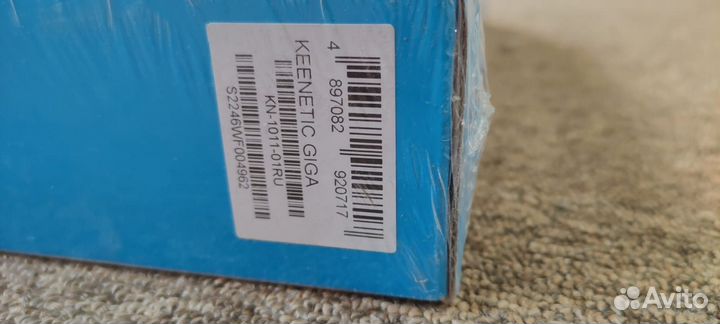 4 897082 920717
KEENETIC GIGA
KN-1011-01RU
S2246WF004962
Avito